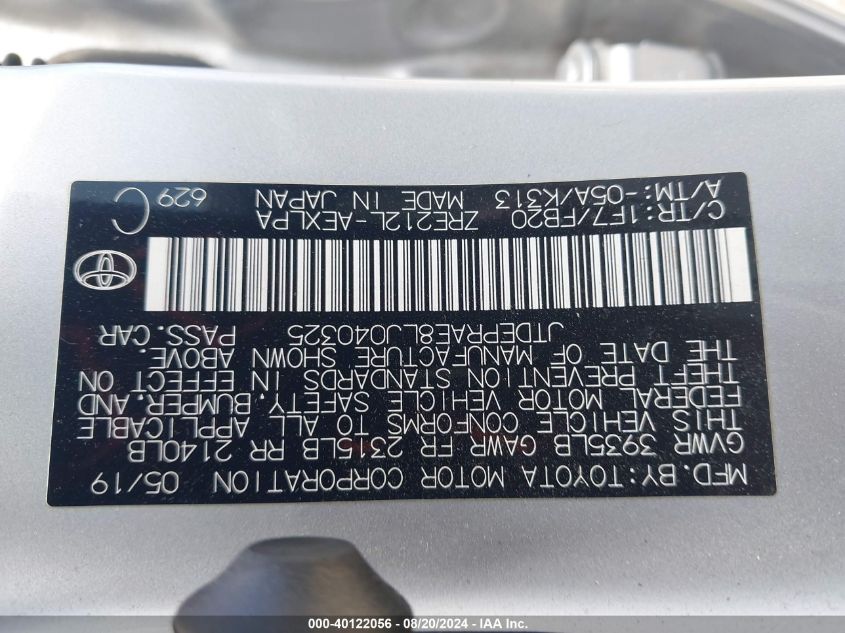 MFD.BY:TOYOTA MOTOR CORPORATION 05/19
GVWR 3935LB GAWR FR 2315LB RR 2140LB
THIS VEHICLE CONFORMS TO ALL APPLICABLE
FEDERAL MOTOR VEHICLE SAFETY, BUMPER, AND
THEFT PREVENTION STANDARDS IN EFFECT ON
THE DATE OF MANUFACTURE SHOWN ABOVE.
JTDEPRAE8LJ040325 PASS. CAR
C/TR:1F7/FB20 ZRE212L-AEXLPA 629
A/TM:-05A/K313 MADE IN JAPAN C
000-40122056 - 08/20/2024 - IAA Inc.